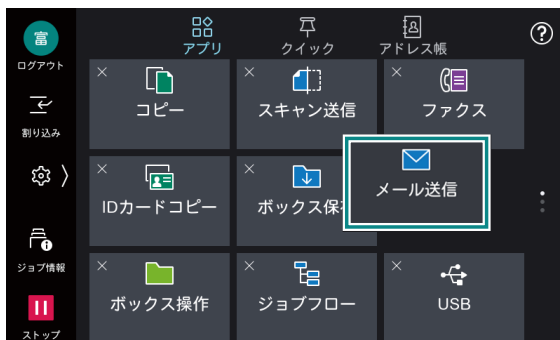 富
アプリ
クイック
アドレス帳
?
ログアウト
コピー
スキャン送信
ファクス
割り込み
メール送信
IDカードコピー
ボックス保
ジョブ情報
ボックス操作
ジョブフロー
USB
ストップ